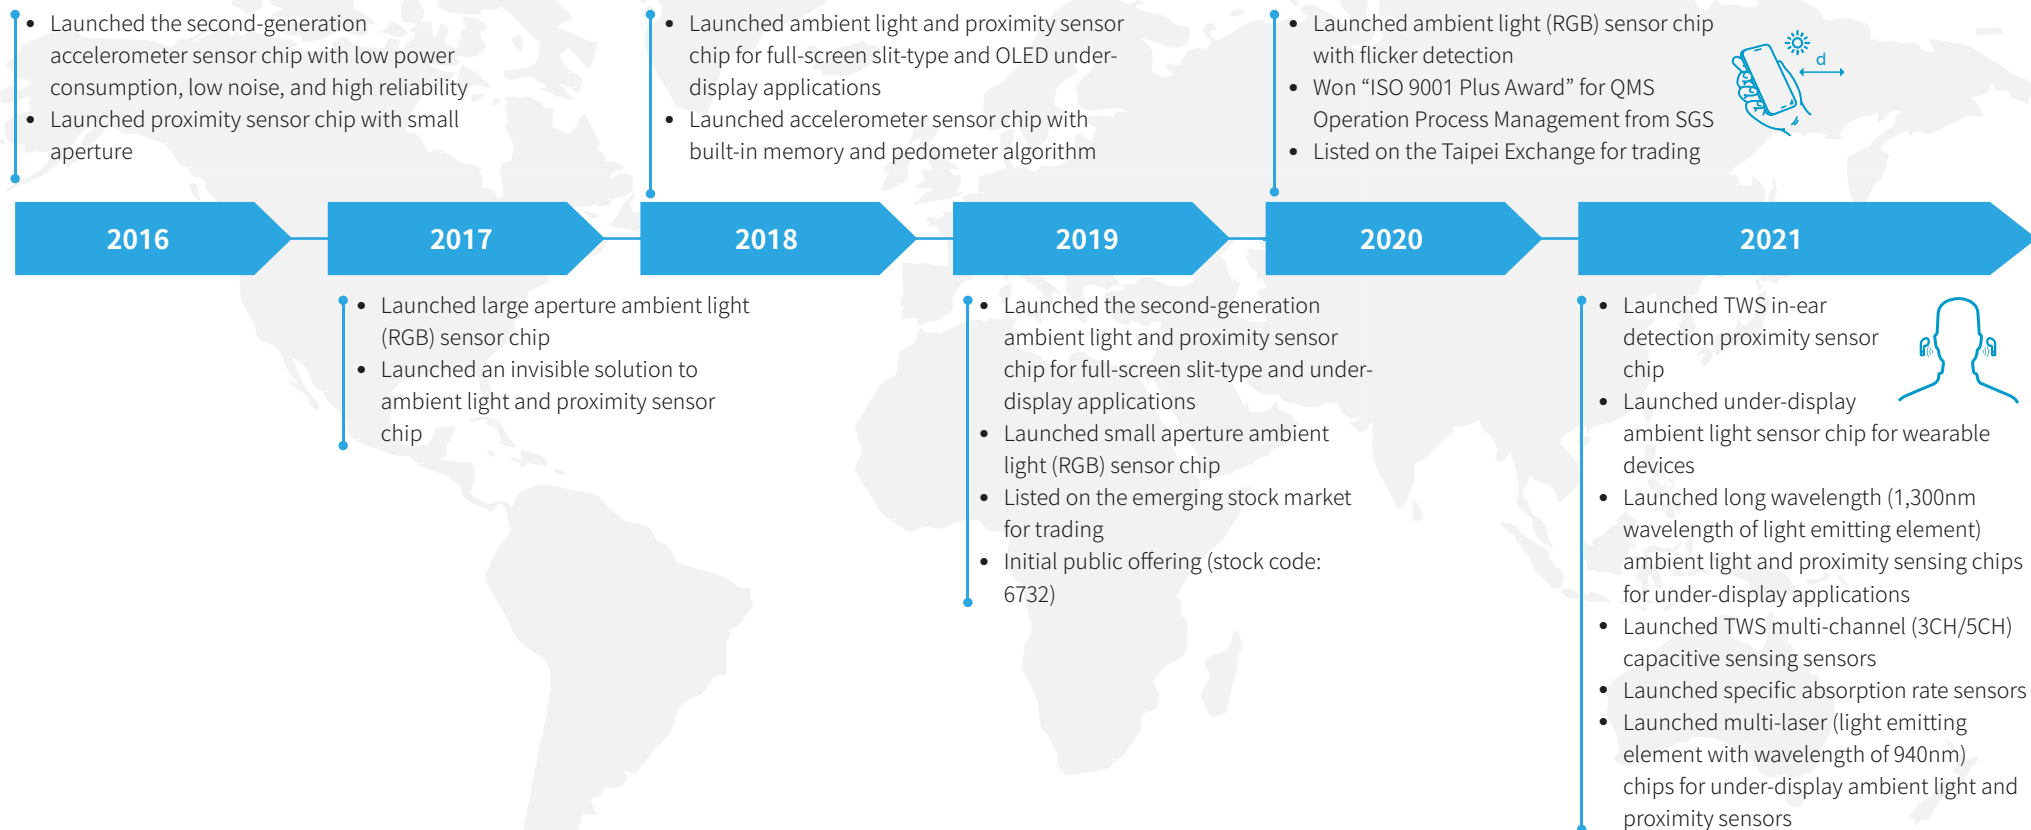 • Launched the second-generation
accelerometer sensor chip with low power
consumption, low noise, and high reliability
• Launched proximity sensor chip with small
aperture
• Launched ambient light and proximity sensor
chip for full-screen slit-type and OLED under-
display applications
• Launched accelerometer sensor chip with
built-in memory and pedometer algorithm
• Launched ambient light (RGB) sensor chip
with flicker detection
• Won “ISO 9001 Plus Award” for QMS
Operation Process Management from SGS
• Listed on the Taipei Exchange for trading
d
2016
2017
2018
2019
2020
2021
• Launched large aperture ambient light
(RGB) sensor chip
• Launched an invisible solution to
ambient light and proximity sensor
chip
• Launched the second-generation
ambient light and proximity sensor
chip for full-screen slit-type and under-
display applications
• Launched small aperture ambient
light (RGB) sensor chip
• Listed on the emerging stock market
for trading
• Initial public offering (stock code:
6732)
• Launched TWS in-ear
detection proximity sensor
chip
• Launched under-display
ambient light sensor chip for wearable
devices
• Launched long wavelength (1,300nm
wavelength of light emitting element)
ambient light and proximity sensing chips
for under-display applications
• Launched TWS multi-channel (3CH/5CH)
capacitive sensing sensors
• Launched specific absorption rate sensors
• Launched multi-laser (light emitting
element with wavelength of 940nm)
chips for under-display ambient light and
proximity sensors